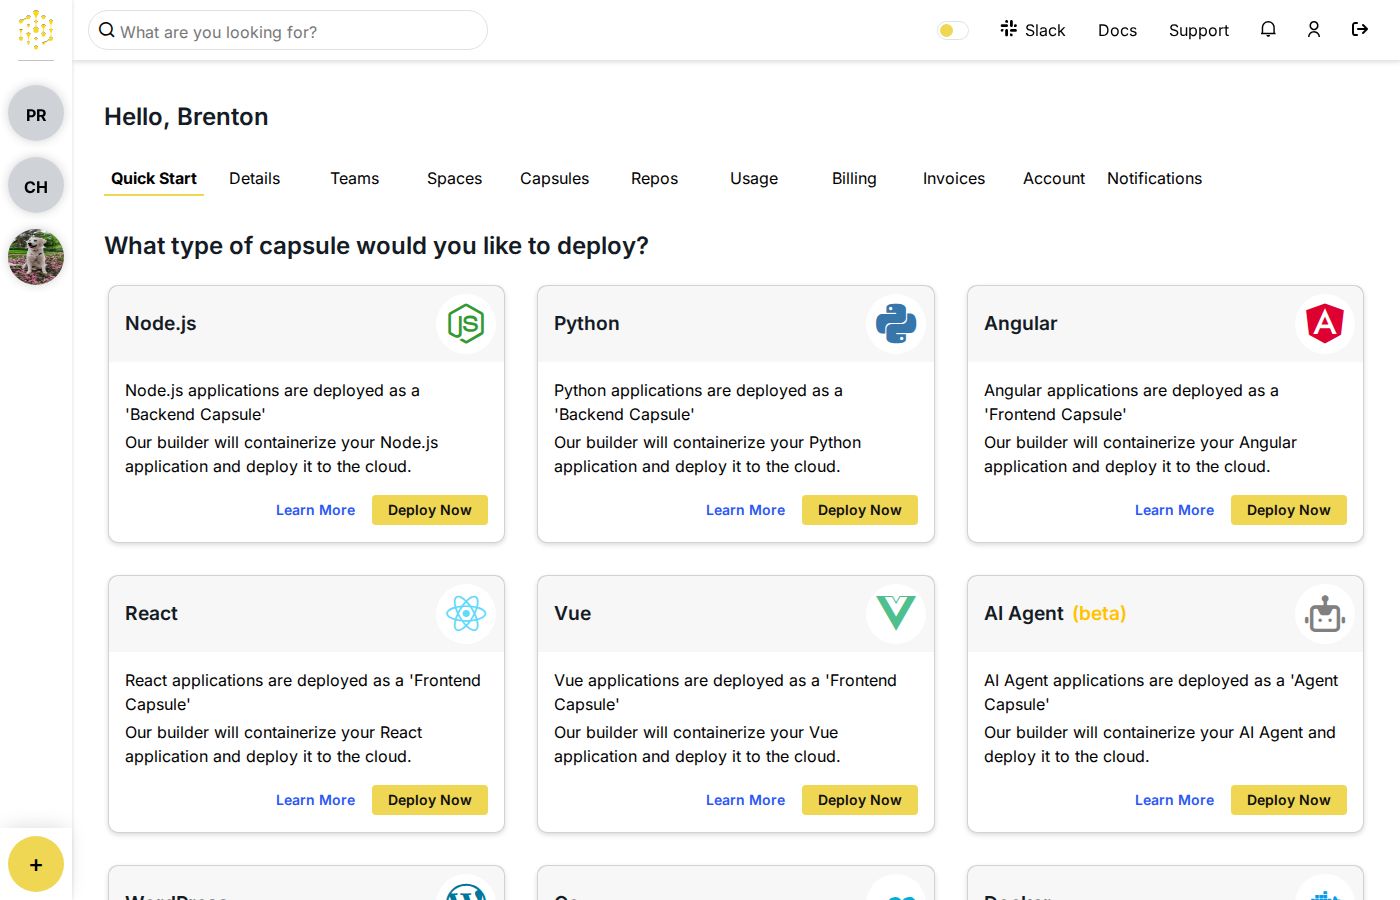 What are you looking for?
Slack
Docs
Support
PR
CH
Hello, Brenton
Quick Start
Details
Teams
Spaces
Capsules
Repos
Usage
Billing
Invoices
Account
Notifications
What type of capsule would you like to deploy?
Node.js
JS
Node.js applications are deployed as a
'Backend Capsule'
Our builder will containerize your Node.js
application and deploy it to the cloud.
Learn More
Deploy Now
Python
Python applications are deployed as a
'Backend Capsule'
Our builder will containerize your Python
application and deploy it to the cloud.
Learn More
Deploy Now
Angular
A
Angular applications are deployed as a
'Frontend Capsule'
Our builder will containerize your Angular
application and deploy it to the cloud.
Learn More
Deploy Now
React
React applications are deployed as a 'Frontend
Capsule'
Our builder will containerize your React
application and deploy it to the cloud.
Learn More
Deploy Now
Vue
Vue applications are deployed as a 'Frontend
Capsule'
Our builder will containerize your Vue
application and deploy it to the cloud.
Learn More
Deploy Now
AI Agent (beta)
AI Agent applications are deployed as a 'Agent
Capsule'
Our builder will containerize your AI Agent and
deploy it to the cloud.
Learn More
Deploy Now
+
WordPress
W
Docker